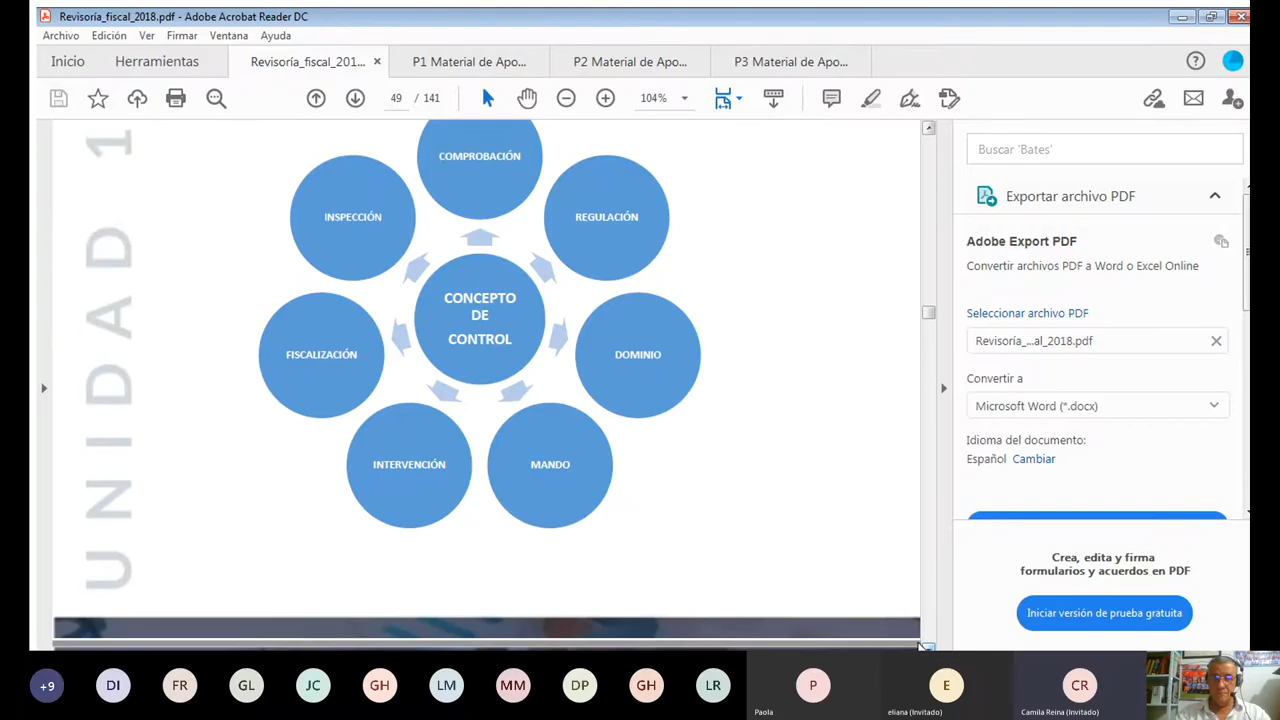 Revisoría_fiscal_2018.pdf - Adobe Acrobat Reader DC
Archivo Edición Ver Firmar Ventana Ayuda
Inicio Herramientas Revisoría_fiscal_201... × P1 Material de Apo... P2 Material de Apo... P3 Material de Apo...
49 / 141 104%
UNIDAD 1
COMPROBACIÓN
INSPECCIÓN
REGULACIÓN
CONCEPTO
DE
CONTROL
FISCALIZACIÓN
DOMINIO
INTERVENCIÓN
MANDO
Buscar 'Bates'
Exportar archivo PDF
Adobe Export PDF
Convertir archivos PDF a Word o Excel Online
Seleccionar archivo PDF
Revisoría_...al_2018.pdf
Convertir a
Microsoft Word (*.docx)
Idioma del documento:
Español Cambiar
Crea, edita y firma
formularios y acuerdos en PDF
Iniciar versión de prueba gratuita
+9 DI FR GL JC GH LM MM DP GH LR P E CR
Paola eliana (Invitado) Camila Reina (Invitado)